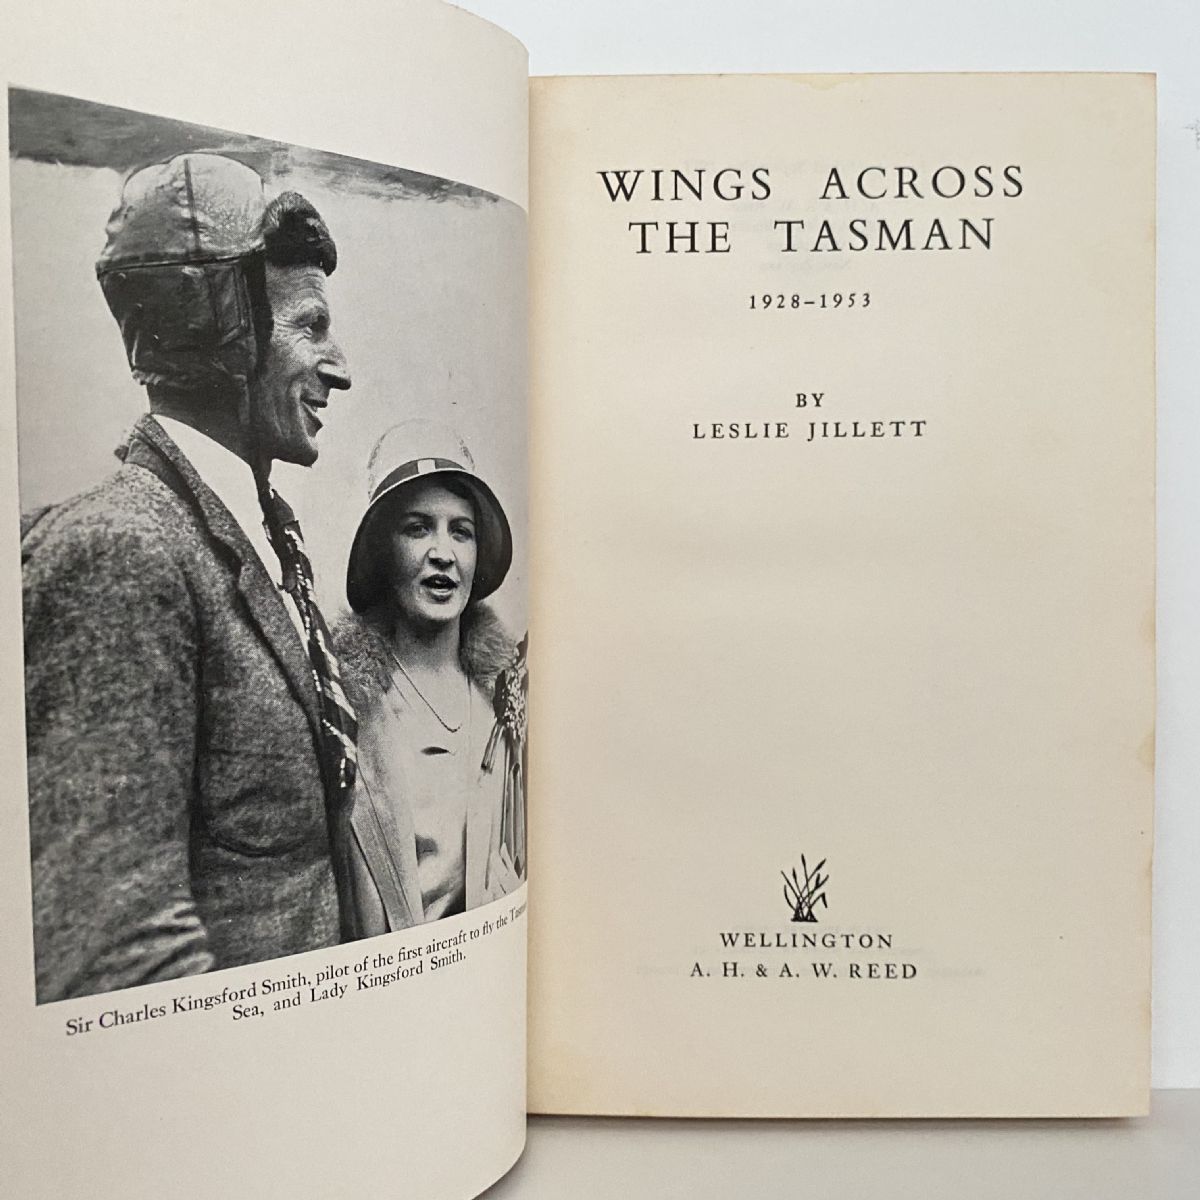 Sir Charles Kingsford Smith, pilot of the first aircraft to fly the
Sea, and Lady Kingsford Smith.
WINGS ACROSS
THE TASMAN
1928–1953
BY
LESLIE JILLETT
WELLINGTON
A. H. & A. W. REED